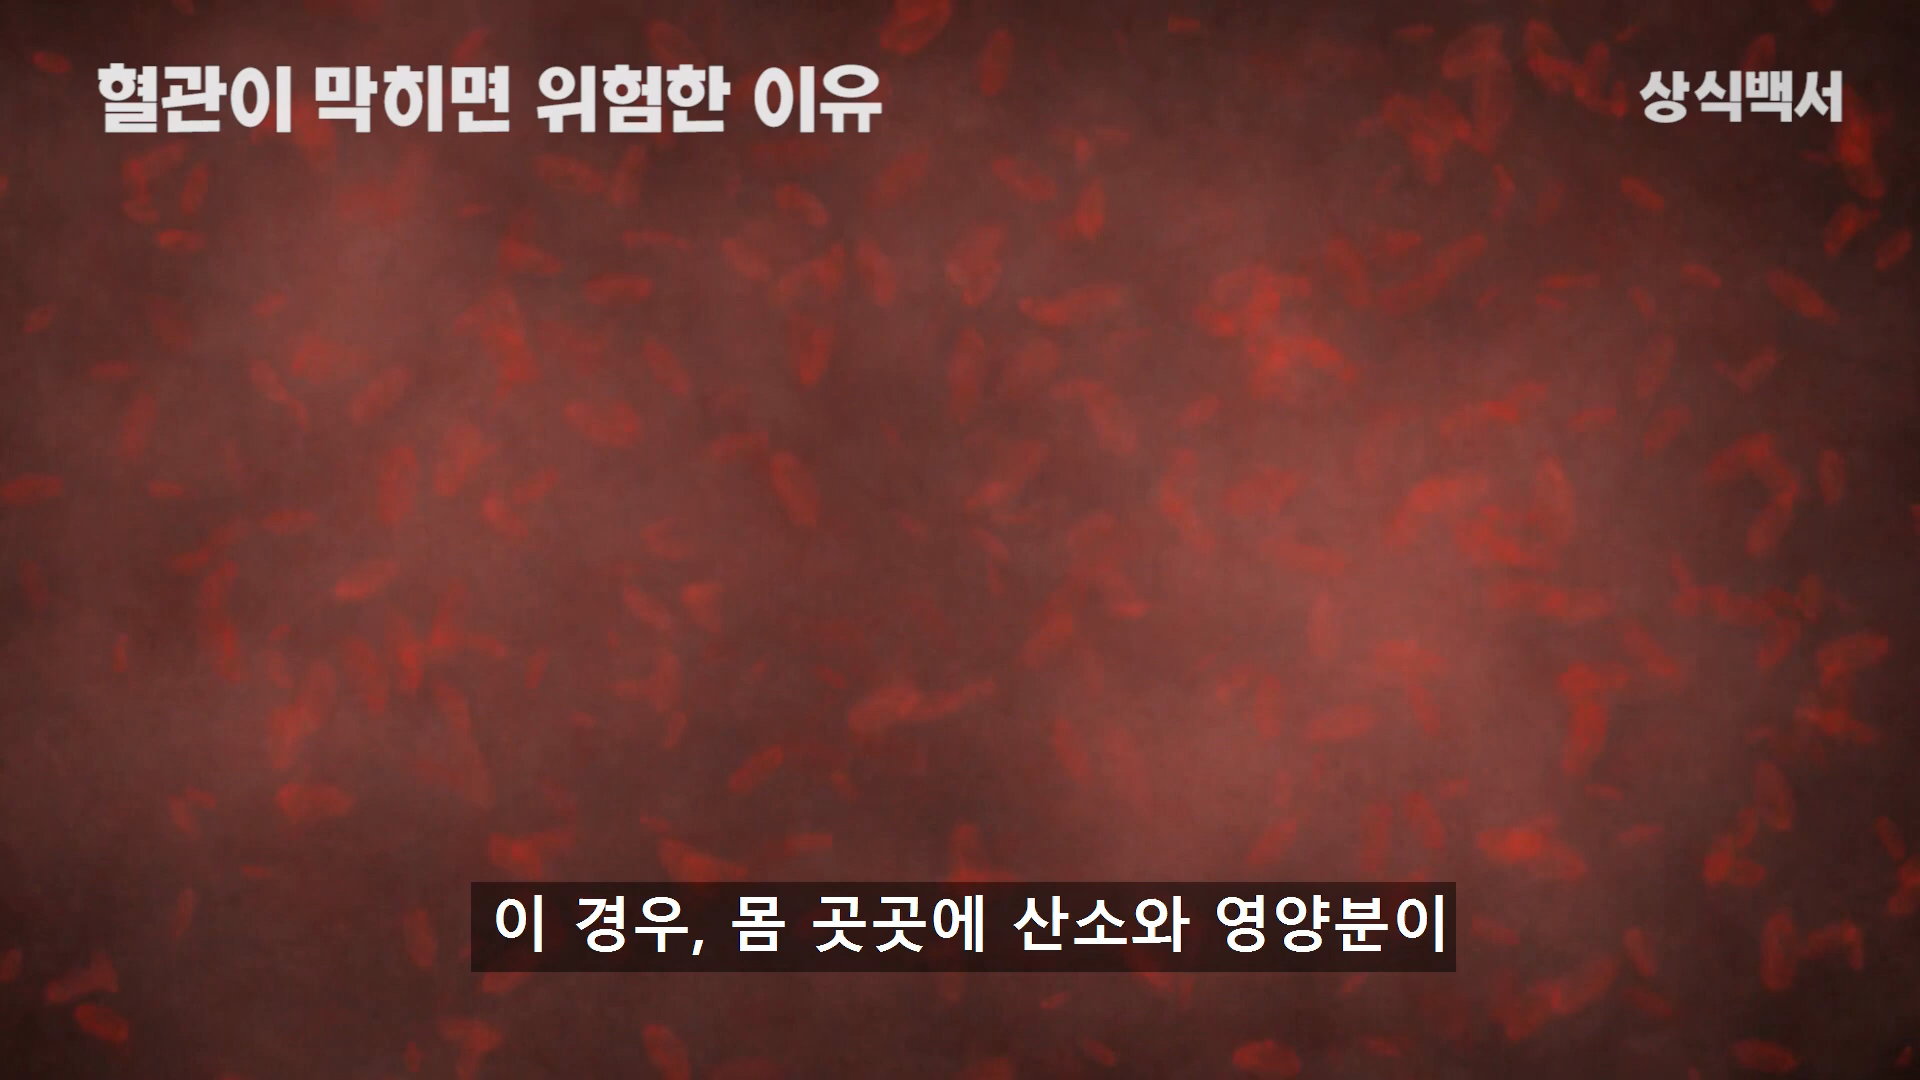 혈관이 막히면 위험한 이유
상식백서
이 경우, 몸 곳곳에 산소와 영양분이